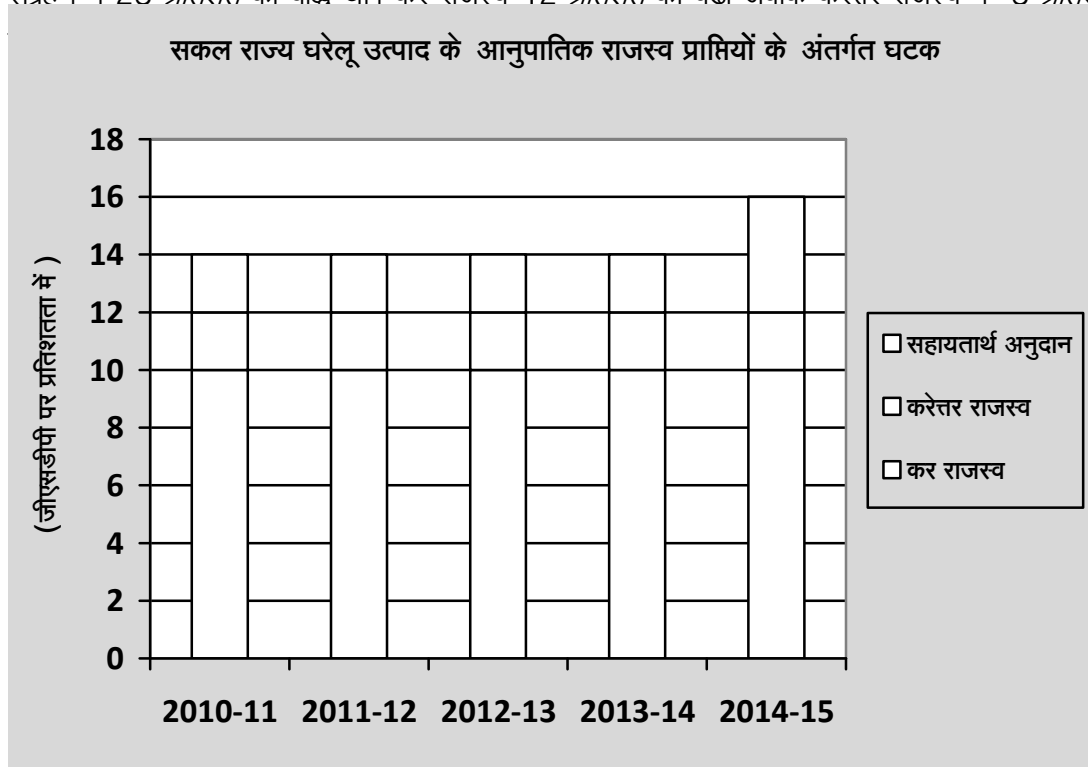 सकल राज्य घरेलू उत्पाद के आनुपातिक राजस्व प्राप्तियों के अंतर्गत घटक
(जीएसडीपी पर प्रतिशतता में )
18
16
14
12
10
8
6
4
2
0
2010-11 2011-12 2012-13 2013-14 2014-15
सहायतार्थ अनुदान
करेत्तर राजस्व
कर राजस्व